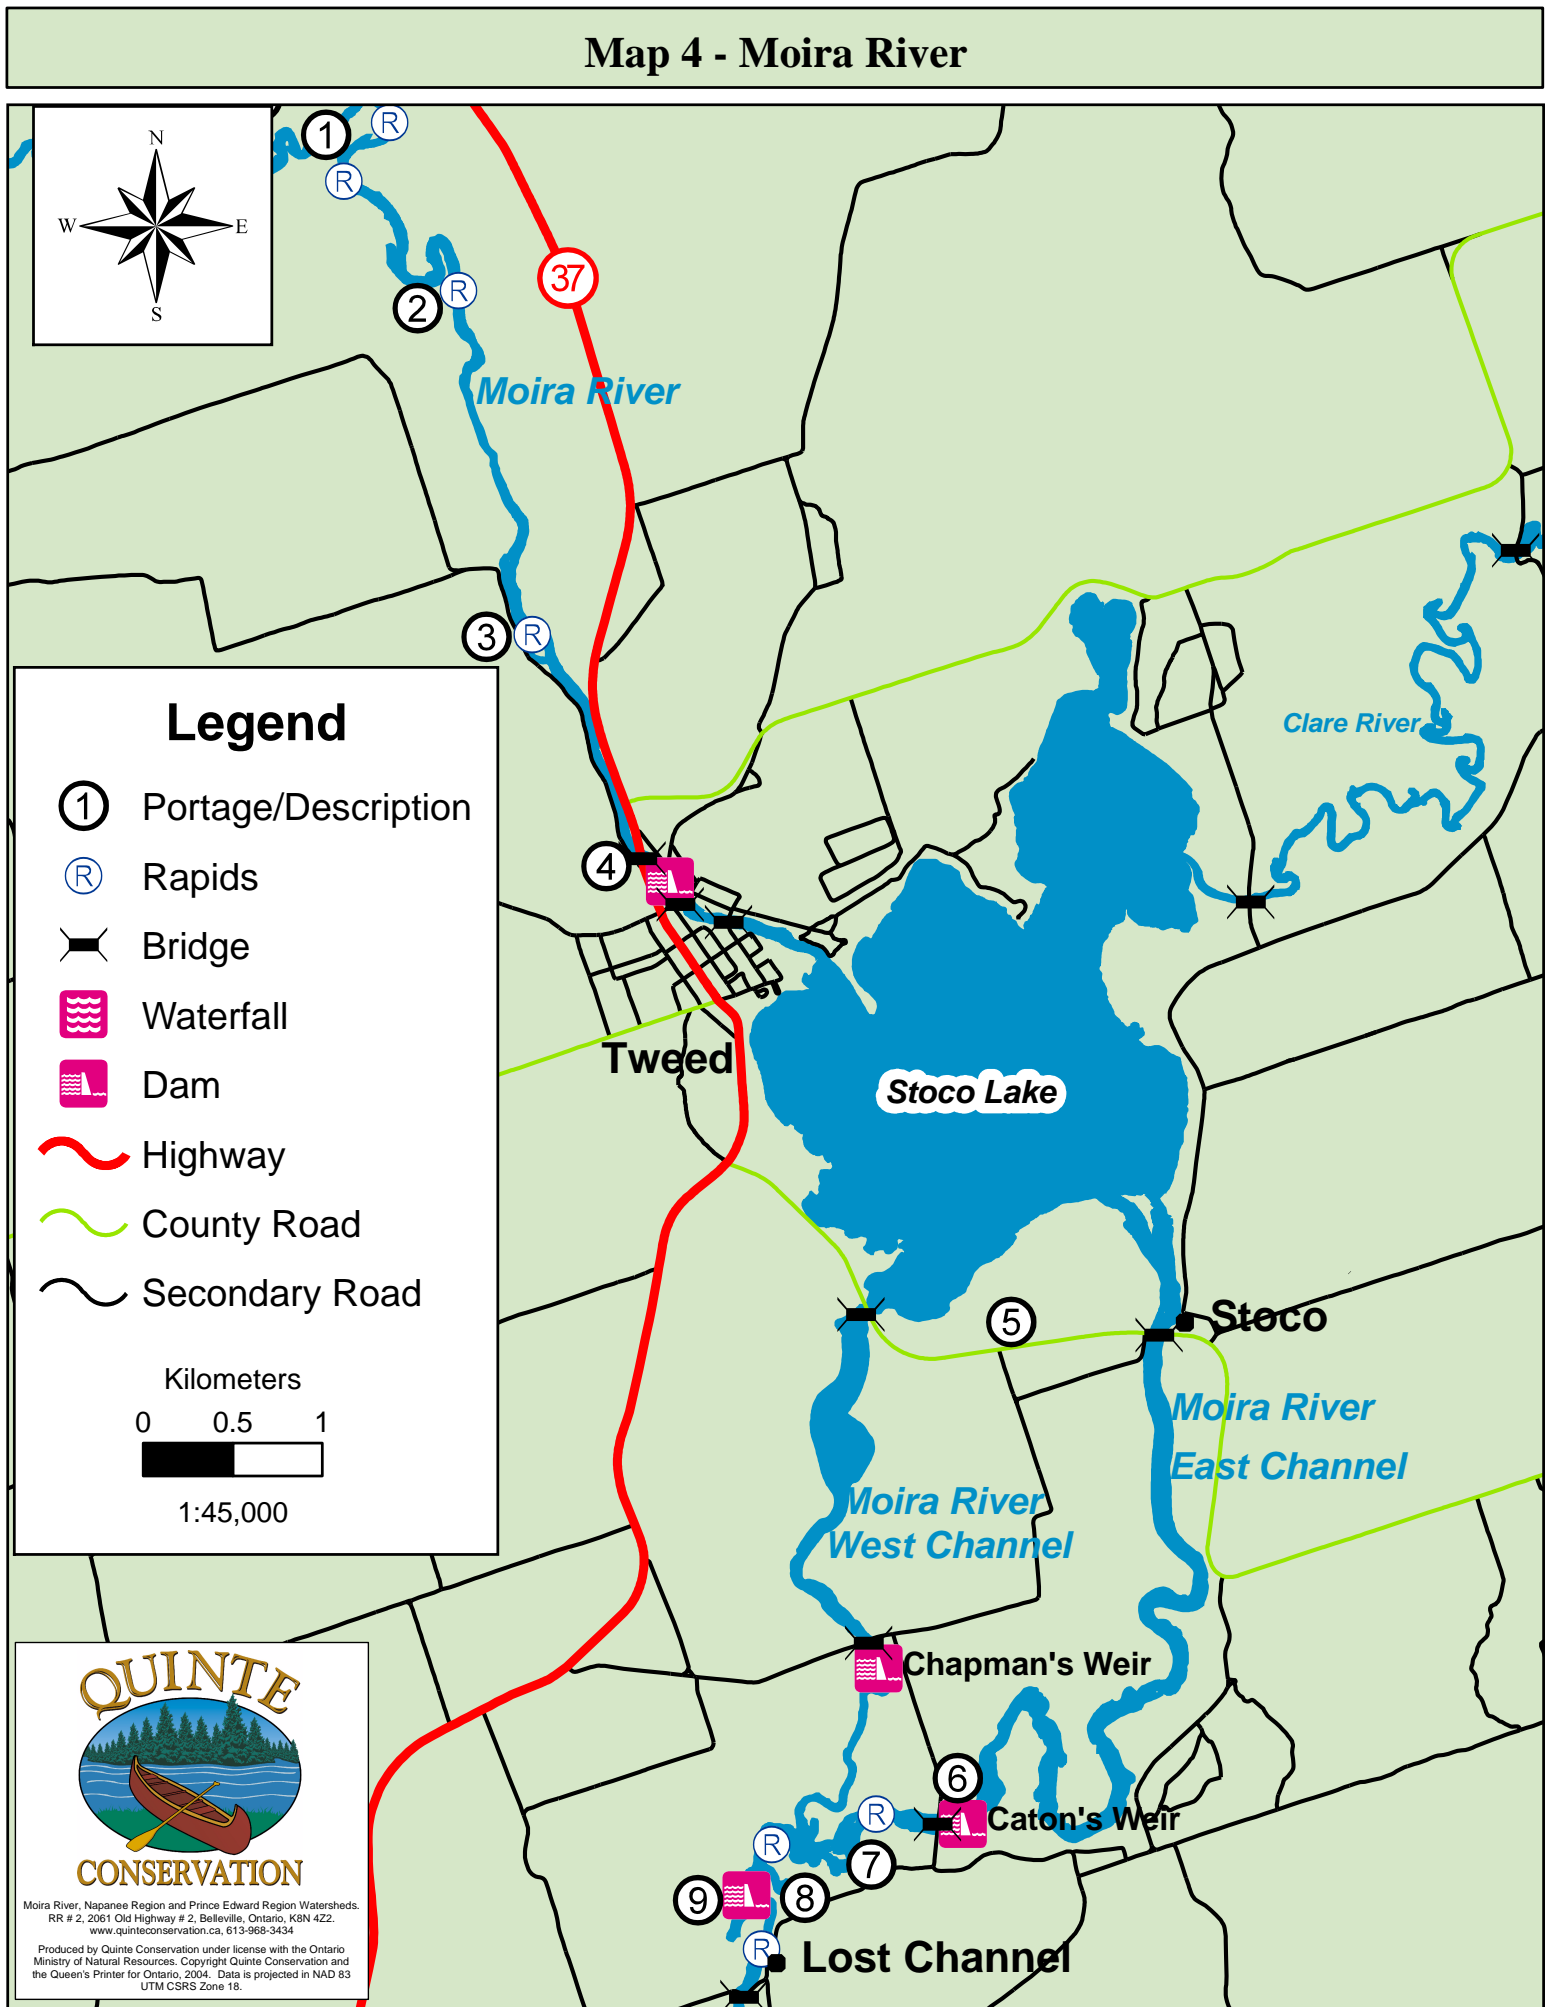 Map 4 - Moira River
N
W
E
S
1
R
R
2
R
37
Moira River
3
R
Clare River
4
Tweed
Stoco Lake
5
Stoco
Moira River
East Channel
Moira River
West Channel
Chapman's Weir
6
Caton's Weir
R
R
7
8
9
R
Lost Channel
Legend
1 Portage/Description
R Rapids
Bridge
Waterfall
Dam
Highway
County Road
Secondary Road
Kilometers
0 0.5 1
1:45,000
QUINTE
CONSERVATION
Moira River, Napanee Region and Prince Edward Region Watersheds.
RR # 2, 2061 Old Highway # 2, Belleville, Ontario, K8N 4Z2.
www.quinteconservation.ca, 613-968-3434
Produced by Quinte Conservation under license with the Ontario
Ministry of Natural Resources. Copyright Quinte Conservation and
the Queen's Printer for Ontario, 2004. Data is projected in NAD 83
UTM CSRS Zone 18.